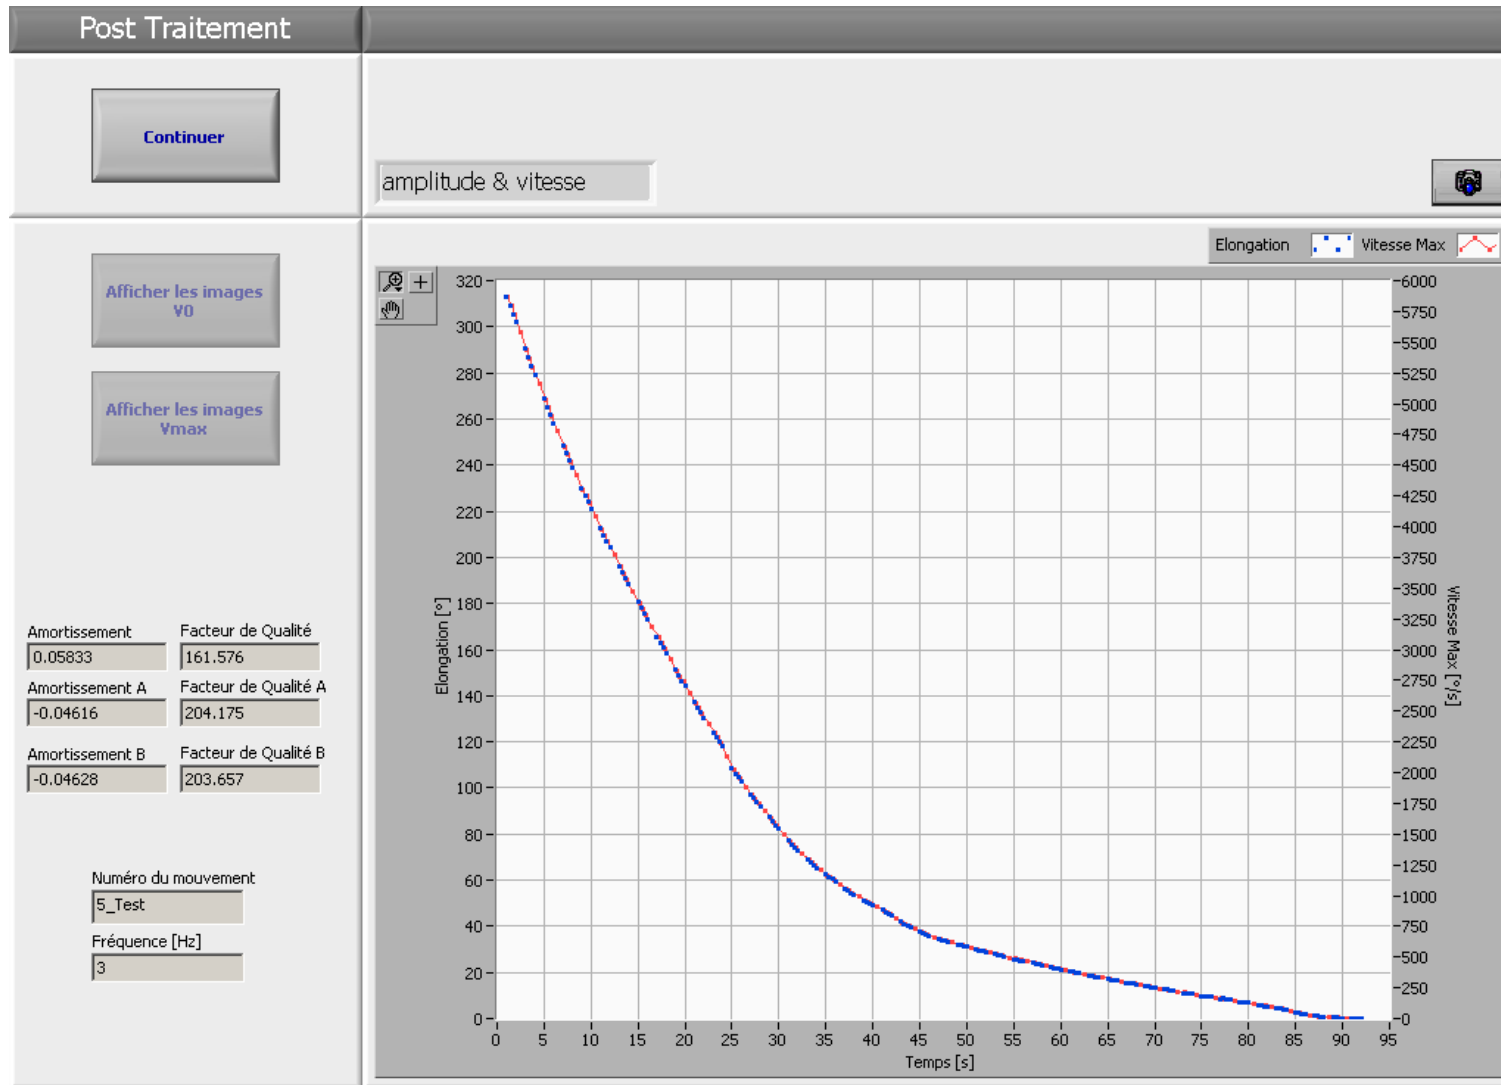 Post Traitement
Continuer
amplitude & vitesse
Afficher les images
V0
Afficher les images
Vmax
Amortissement
Facteur de Qualité
0.05833
161.576
Amortissement A
Facteur de Qualité A
-0.04616
204.175
Amortissement B
Facteur de Qualité B
-0.04628
203.657
Numéro du mouvement
5_Test
Fréquence [Hz]
3
Elongation
Vitesse Max
320
300
280
260
240
220
200
180
160
140
120
100
80
60
40
20
0
Elongation [°]
6000
5750
5500
5250
5000
4750
4500
4250
4000
3750
3500
3250
3000
2750
2500
2250
2000
1750
1500
1250
1000
750
500
250
0
Vitesse Max [°/s]
0 5 10 15 20 25 30 35 40 45 50 55 60 65 70 75 80 85 90 95
Temps [s]